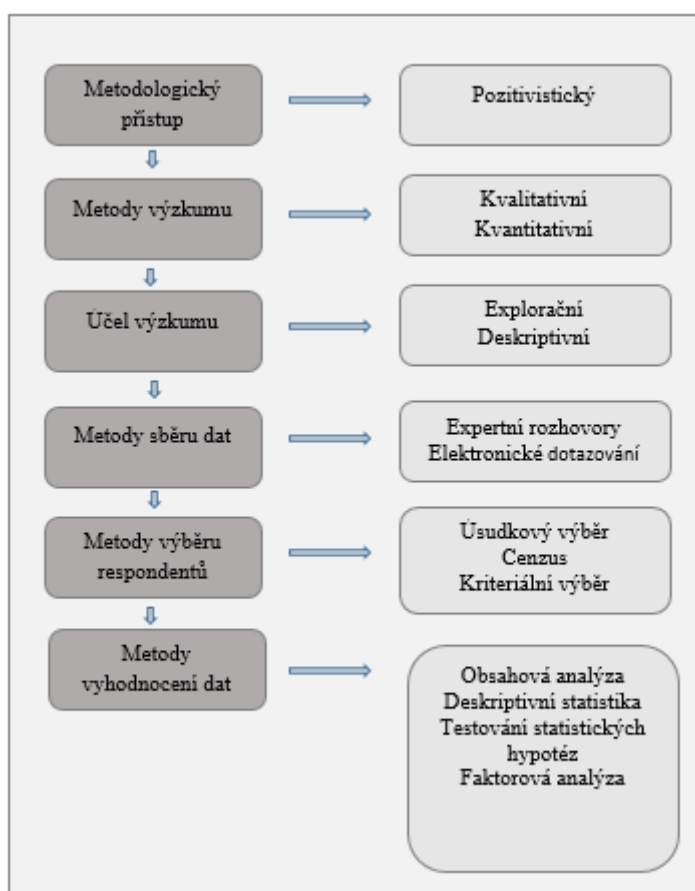 Metodologický
přístup
Pozitivistický
Metody výzkumu
Kvalitativní
Kvantitativní
Účel výzkumu
Explorační
Deskriptivní
Metody sběru dat
Expertní rozhovory
Elektronické dotazování
Metody výběru
respondentů
Úsudkový výběr
Cenzus
Kriteriální výběr
Metody
vyhodnocení dat
Obsahová analýza
Deskriptivní statistika
Testování statistických
hypotéz
Faktorová analýza